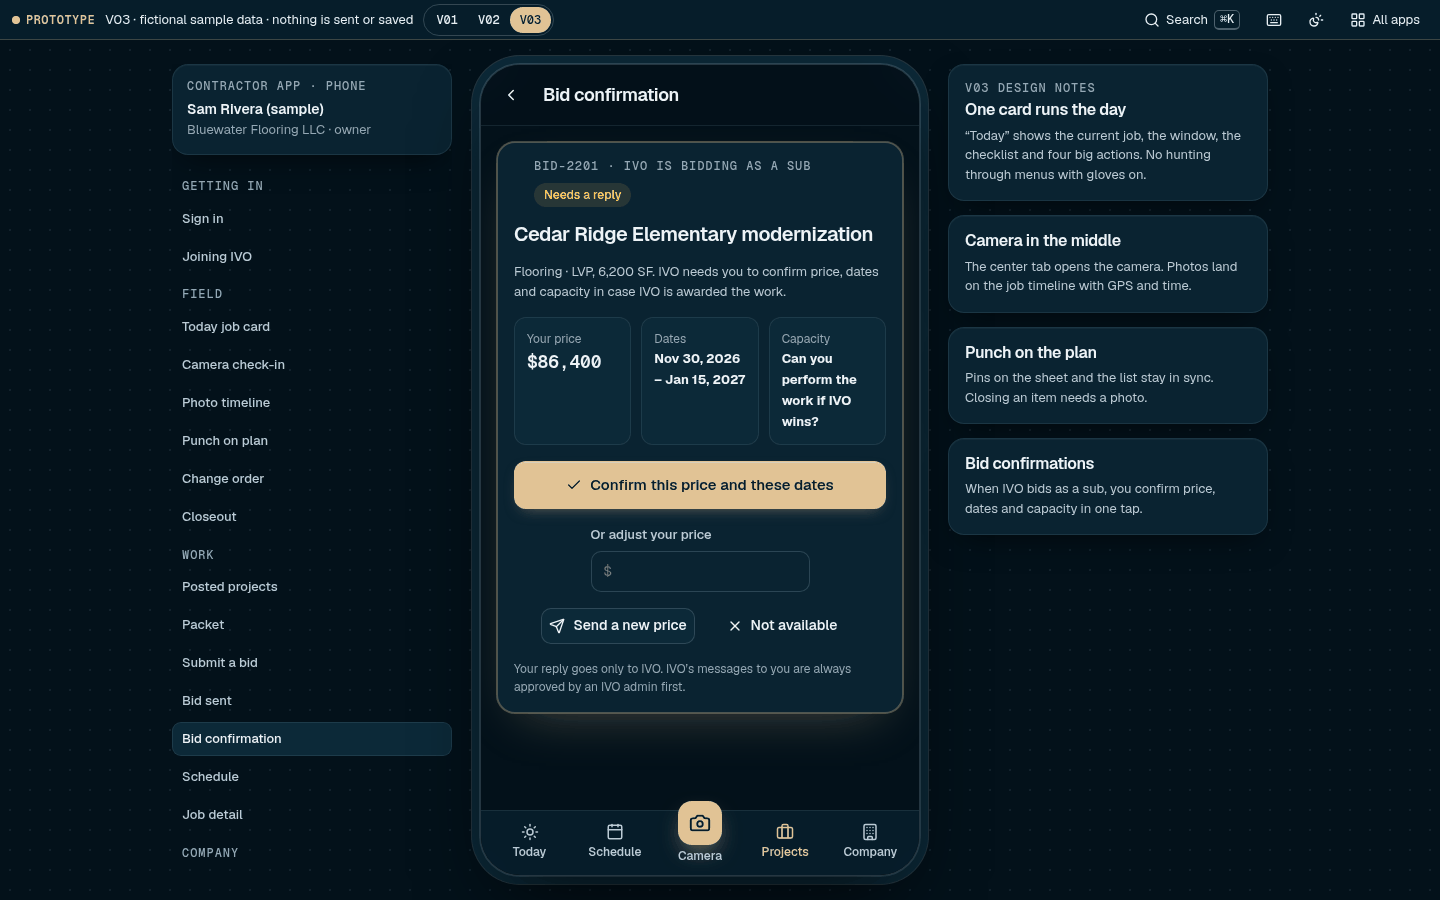 PROTOTYPE V03 · fictional sample data · nothing is sent or saved V01 V02 V03 Search ⌘K All apps
CONTRACTOR APP · PHONE
Sam Rivera (sample)
Bluewater Flooring LLC · owner
GETTING IN
Sign in
Joining IVO
FIELD
Today job card
Camera check-in
Photo timeline
Punch on plan
Change order
Closeout
WORK
Posted projects
Packet
Submit a bid
Bid sent
Bid confirmation
Schedule
Job detail
COMPANY
Bid confirmation
BID-2201 · IVO IS BIDDING AS A SUB
Needs a reply
Cedar Ridge Elementary modernization
Flooring · LVP, 6,200 SF. IVO needs you to confirm price, dates
and capacity in case IVO is awarded the work.
Your price
$86,400
Dates
Nov 30, 2026
– Jan 15, 2027
Capacity
Can you
perform the
work if IVO
wins?
Confirm this price and these dates
Or adjust your price
$
Send a new price Not available
Your reply goes only to IVO. IVO's messages to you are always
approved by an IVO admin first.
Today Schedule Camera Projects Company
V03 DESIGN NOTES
One card runs the day
“Today” shows the current job, the window, the
checklist and four big actions. No hunting
through menus with gloves on.
Camera in the middle
The center tab opens the camera. Photos land
on the job timeline with GPS and time.
Punch on the plan
Pins on the sheet and the list stay in sync.
Closing an item needs a photo.
Bid confirmations
When IVO bids as a sub, you confirm price,
dates and capacity in one tap.